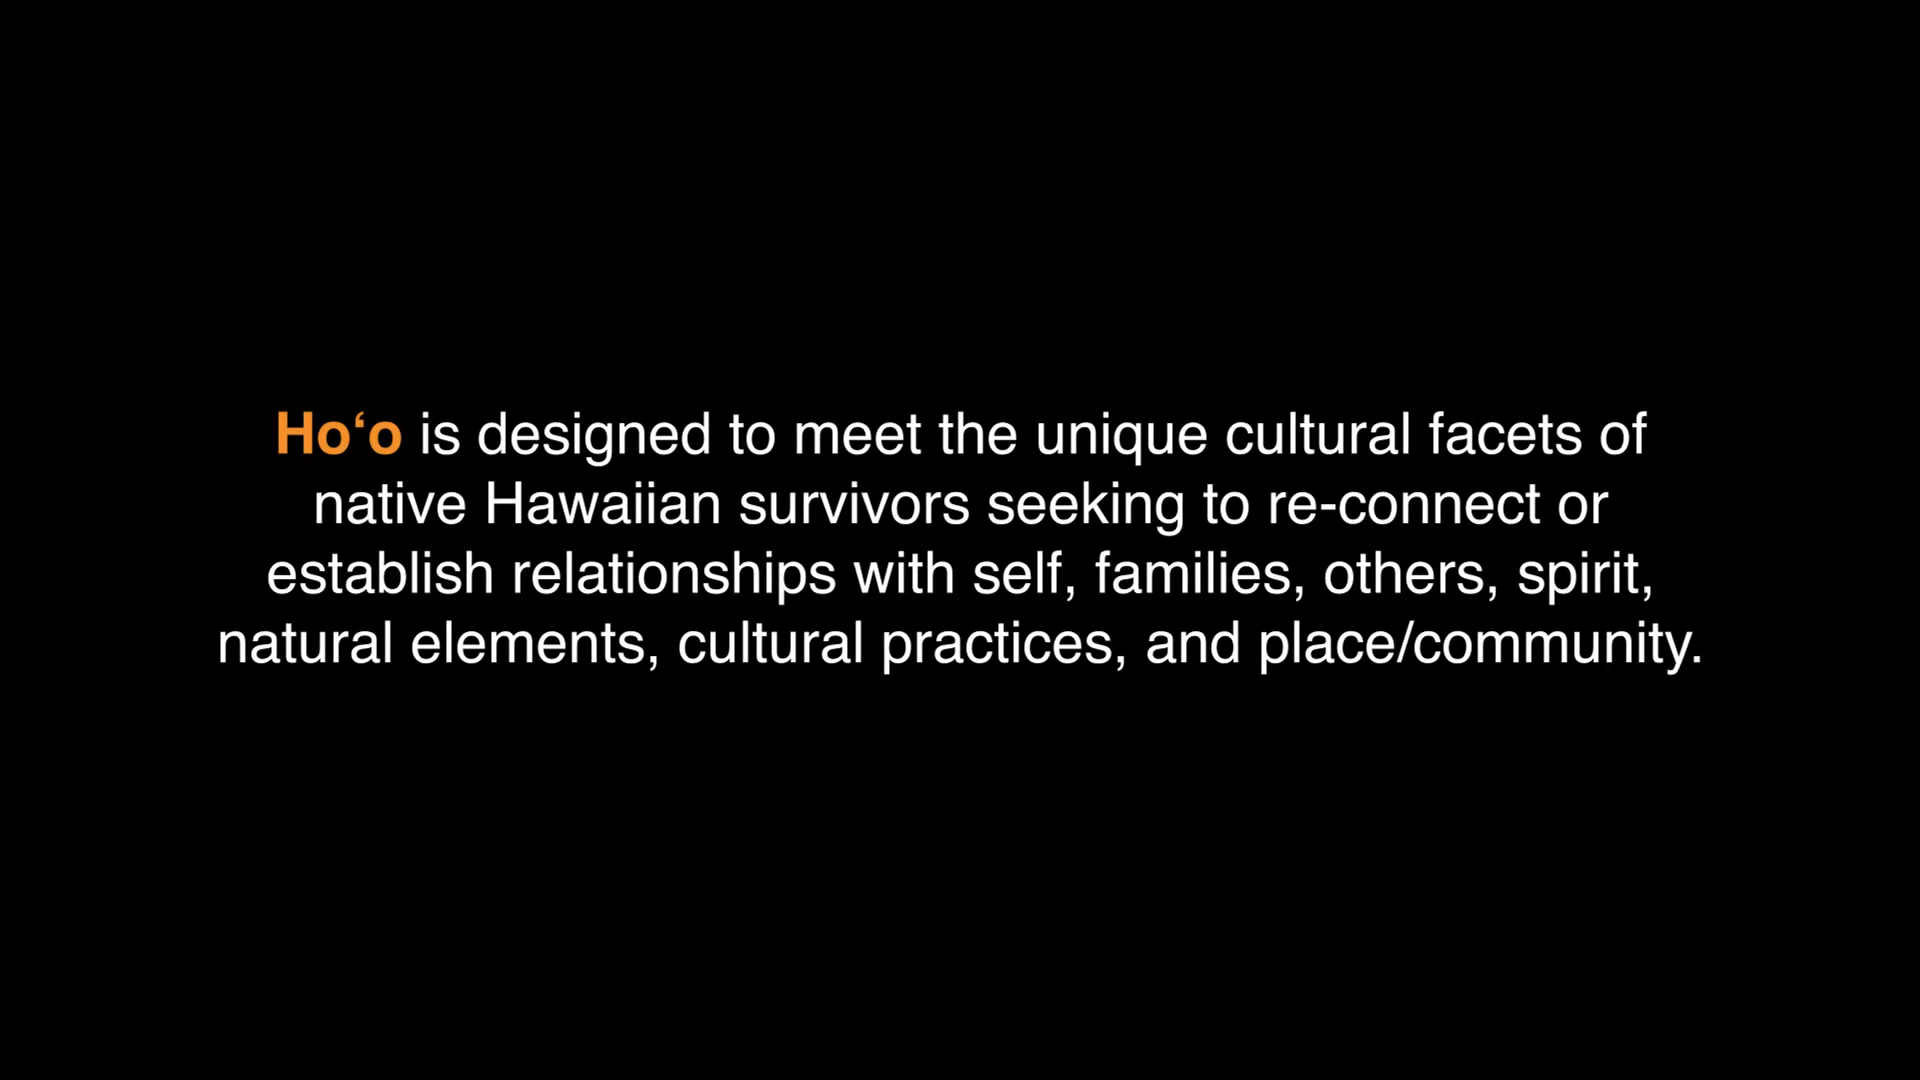 Ho‘o is designed to meet the unique cultural facets of
native Hawaiian survivors seeking to re-connect or
establish relationships with self, families, others, spirit,
natural elements, cultural practices, and place/community.